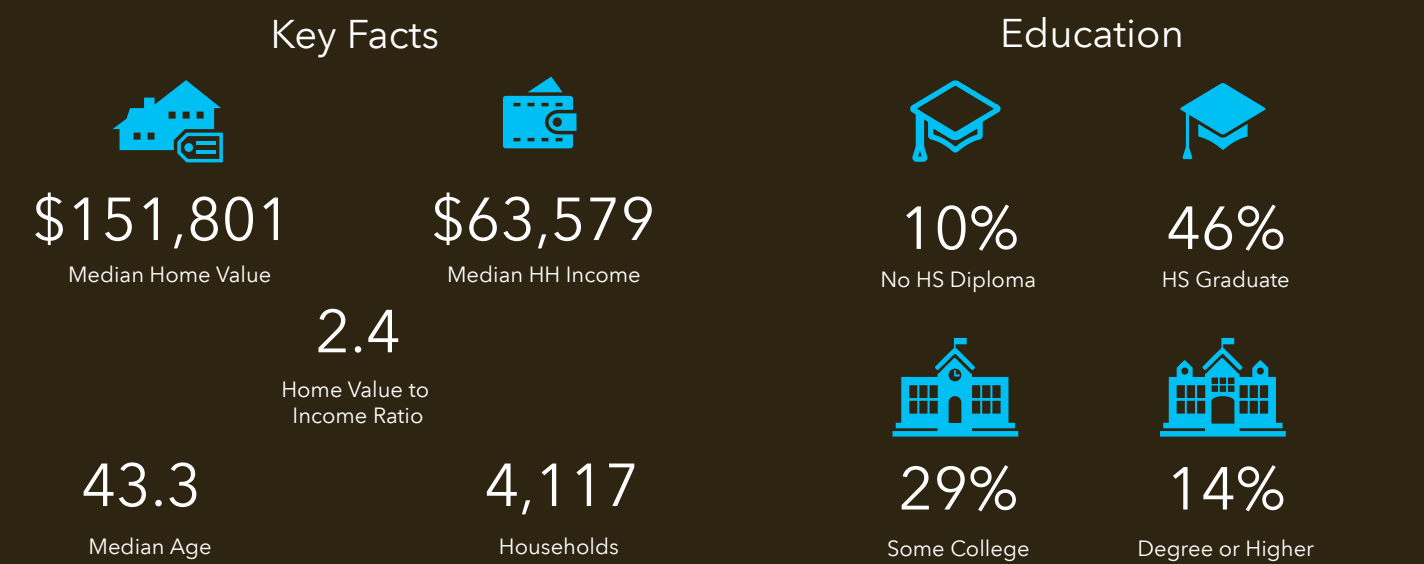 Key Facts
$151,801
Median Home Value
$63,579
Median HH Income
2.4
Home Value to
Income Ratio
43.3
Median Age
4,117
Households
Education
10%
No HS Diploma
46%
HS Graduate
29%
Some College
14%
Degree or Higher